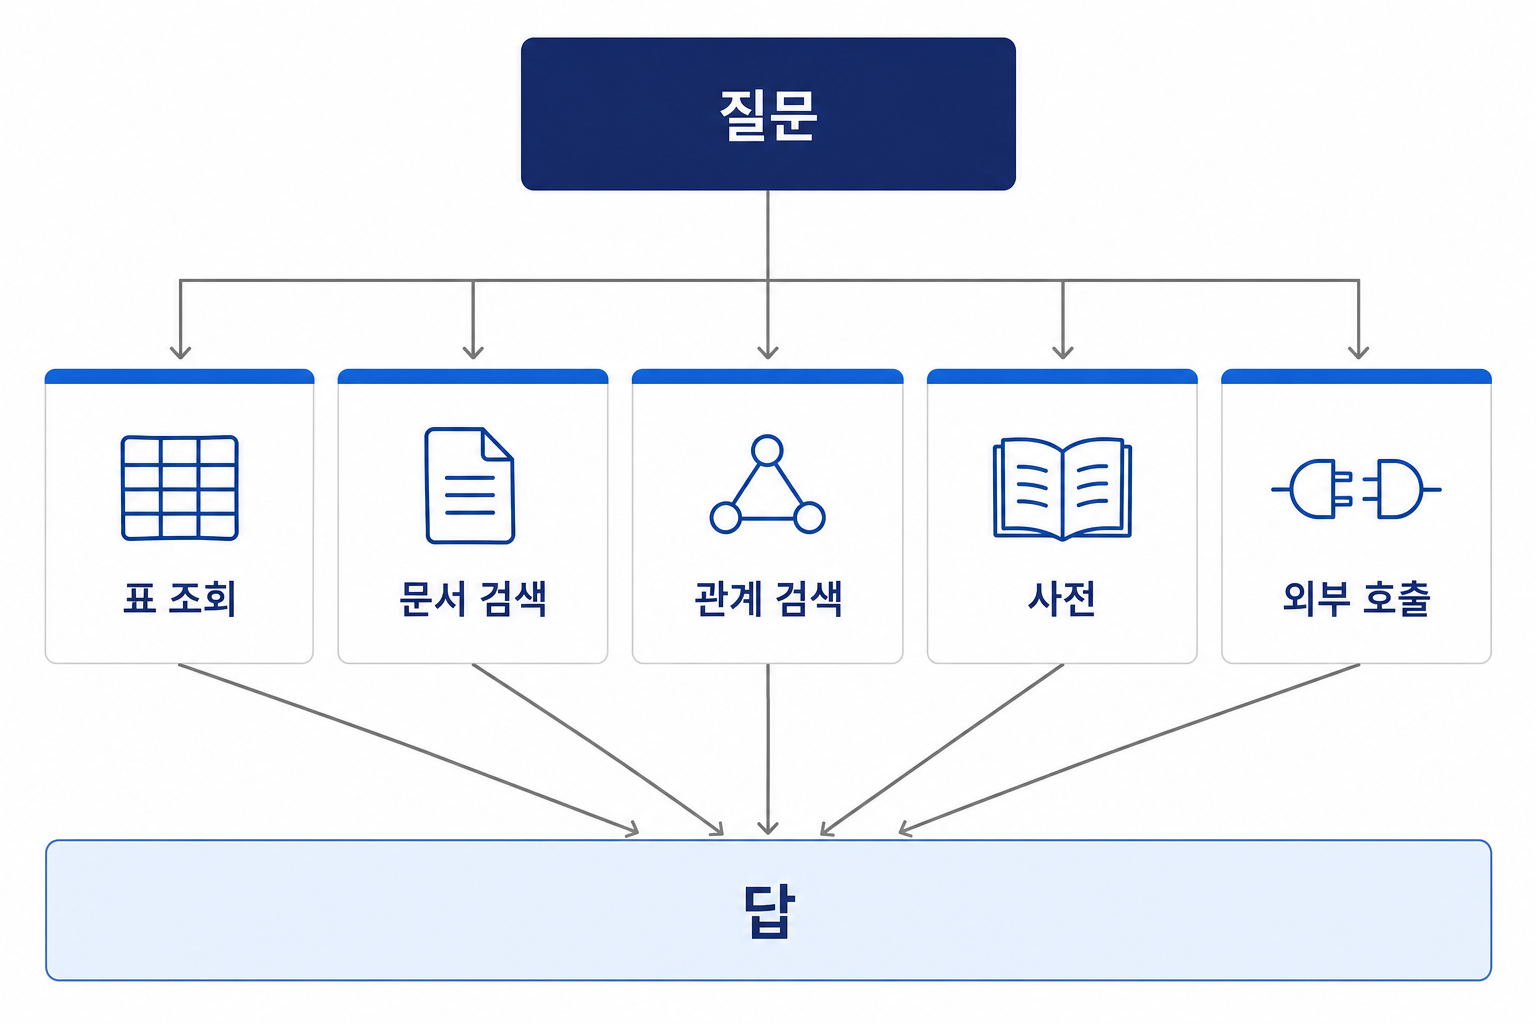 질문
표 조회
문서 검색
관계 검색
사전
외부 호출
답